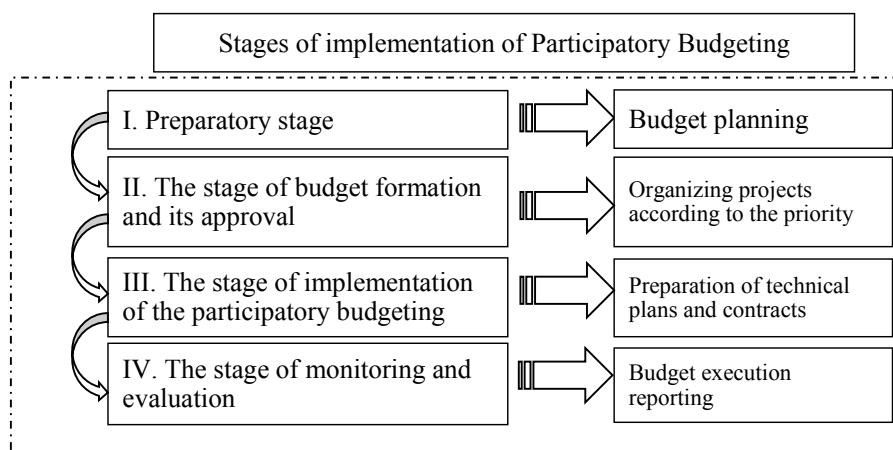 Stages of implementation of Participatory Budgeting
I. Preparatory stage
Budget planning
II. The stage of budget formation
and its approval
Organizing projects
according to the priority
III. The stage of implementation
of the participatory budgeting
Preparation of technical
plans and contracts
IV. The stage of monitoring and
evaluation
Budget execution
reporting